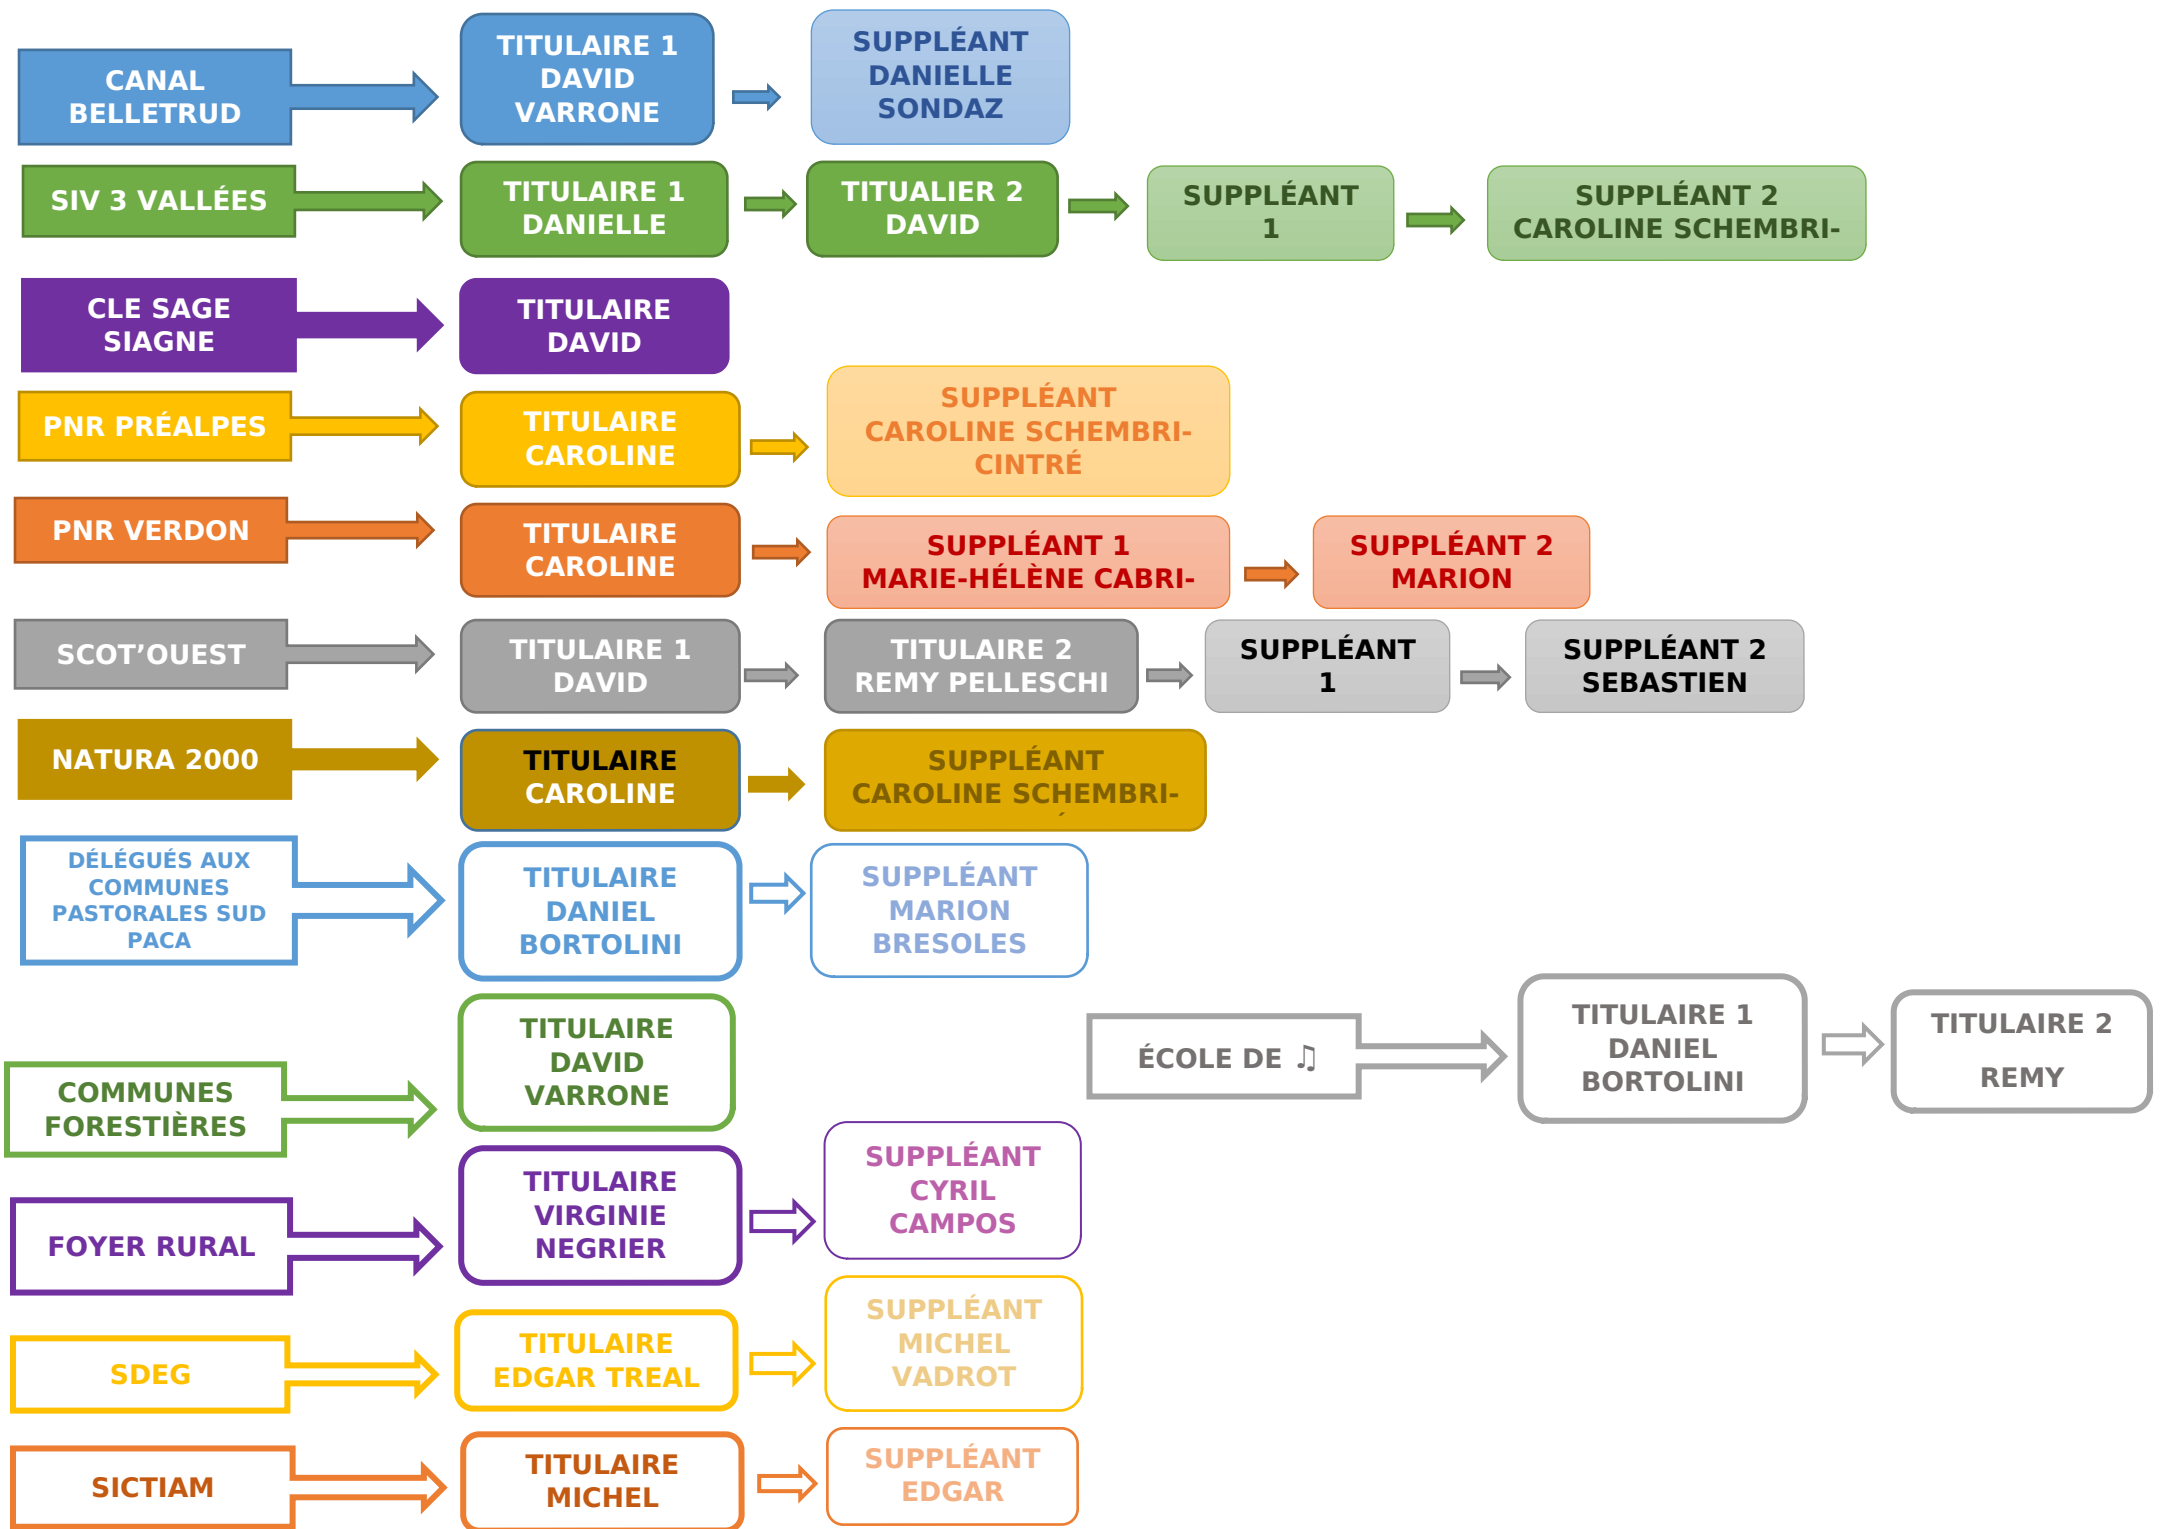 CANAL
BELLETRUD
TITULAIRE 1
DAVID
VARRONE
SUPPLÉANT
DANIELLE
SONDAZ
SIV 3 VALLÉES
TITULAIRE 1
DANIELLE
TITUALIER 2
DAVID
SUPPLÉANT
1
SUPPLÉANT 2
CAROLINE SCHEMBRI-
CLE SAGE
SIAGNE
TITULAIRE
DAVID
PNR PRÉALPES
TITULAIRE
CAROLINE
SUPPLÉANT
CAROLINE SCHEMBRI-
CINTRÉ
PNR VERDON
TITULAIRE
CAROLINE
SUPPLÉANT 1
MARIE-HÉLÈNE CABRI-
SUPPLÉANT 2
MARION
SCOT’OUEST
TITULAIRE 1
DAVID
TITULAIRE 2
REMY PELLESCHI
SUPPLÉANT
1
SUPPLÉANT 2
SEBASTIEN
NATURA 2000
TITULAIRE
CAROLINE
SUPPLÉANT
CAROLINE SCHEMBRI-
DÉLÉGUÉS AUX
COMMUNES
PASTORALES SUD
PACA
TITULAIRE
DANIEL
BORTOLINI
SUPPLÉANT
MARION
BRESOLES
COMMUNES
FORESTIÈRES
TITULAIRE
DAVID
VARRONE
ÉCOLE DE ♫
TITULAIRE 1
DANIEL
BORTOLINI
TITULAIRE 2
REMY
FOYER RURAL
TITULAIRE
VIRGINIE
NEGRIER
SUPPLÉANT
CYRIL
CAMPOS
SDEG
TITULAIRE
EDGAR TREAL
SUPPLÉANT
MICHEL
VADROT
SICTIAM
TITULAIRE
MICHEL
SUPPLÉANT
EDGAR